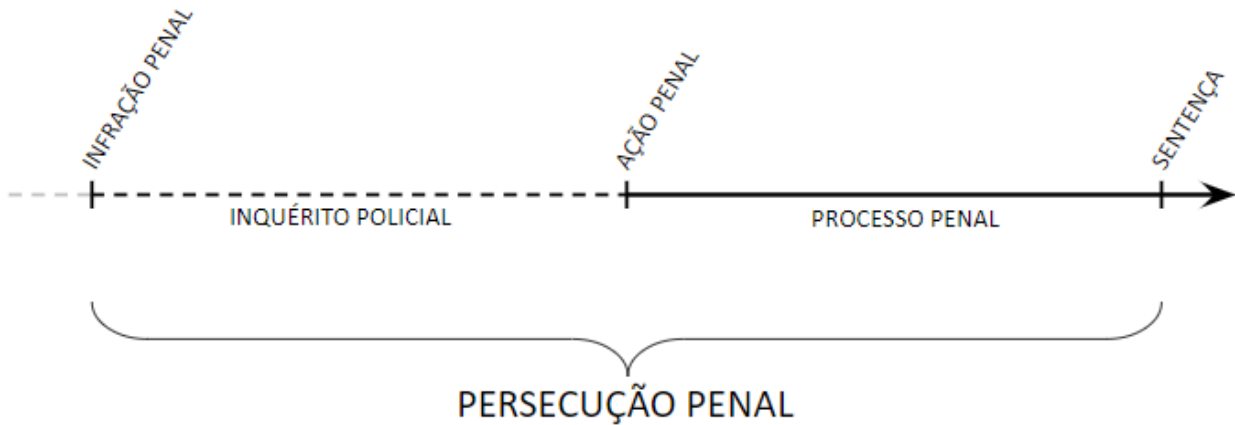 INFRAÇÃO PENAL
AÇÃO PENAL
SENTENÇA
INQUÉRITO POLICIAL
PROCESSO PENAL
PERSECUÇÃO PENAL